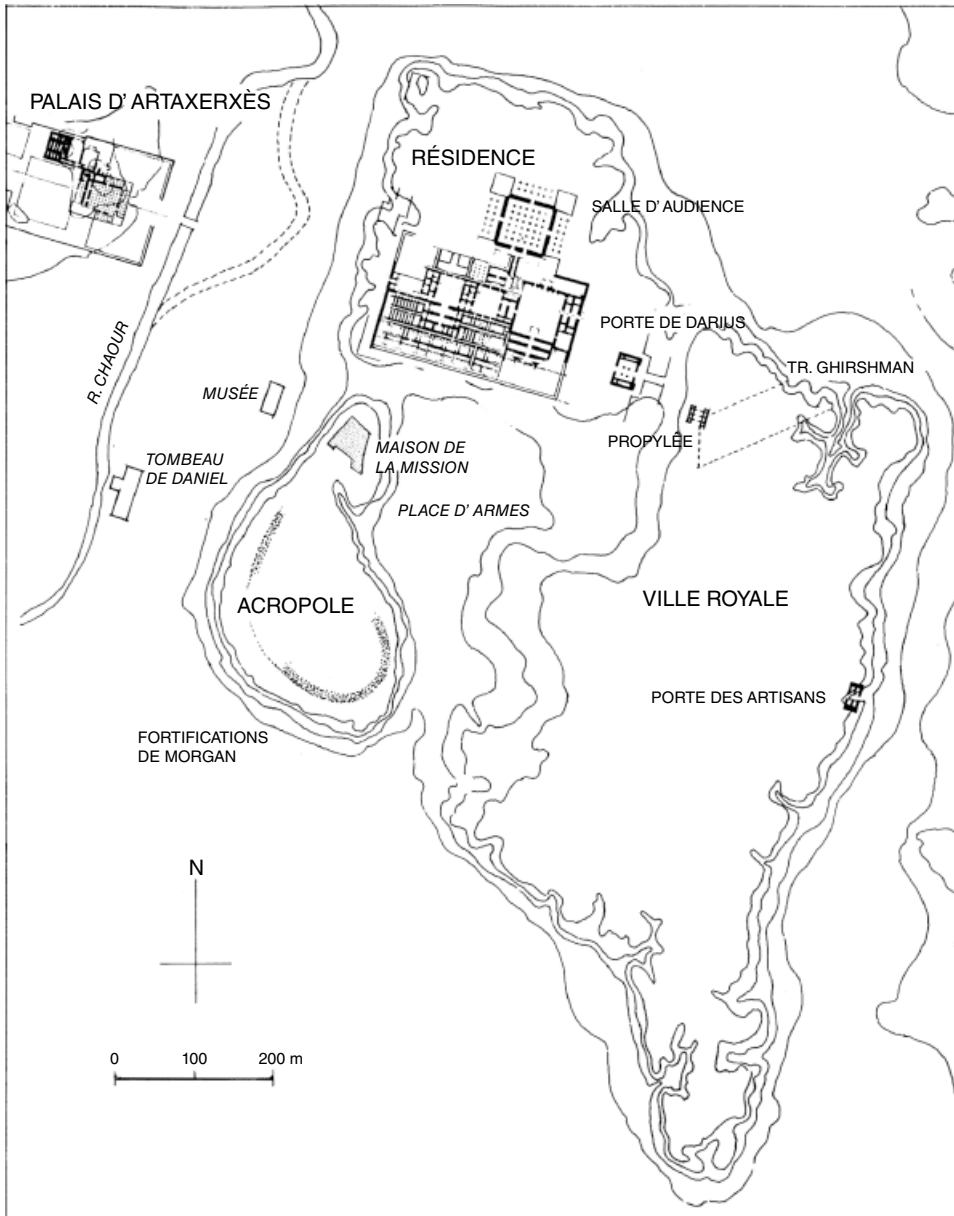 PALAIS D' ARTAXERXÈS
RÉSIDENCE
SALLE D' AUDIENCE
PORTE DE DARIUS
TR. GHIRSHMAN
R. CHAOUR
MUSÉE
PROPYLÉE
MAISON DE
LA MISSION
TOMBEAU
DE DANIEL
PLACE D' ARMES
ACROPOLE
VILLE ROYALE
PORTE DES ARTISANS
FORTIFICATIONS
DE MORGAN
N
0 100 200 m